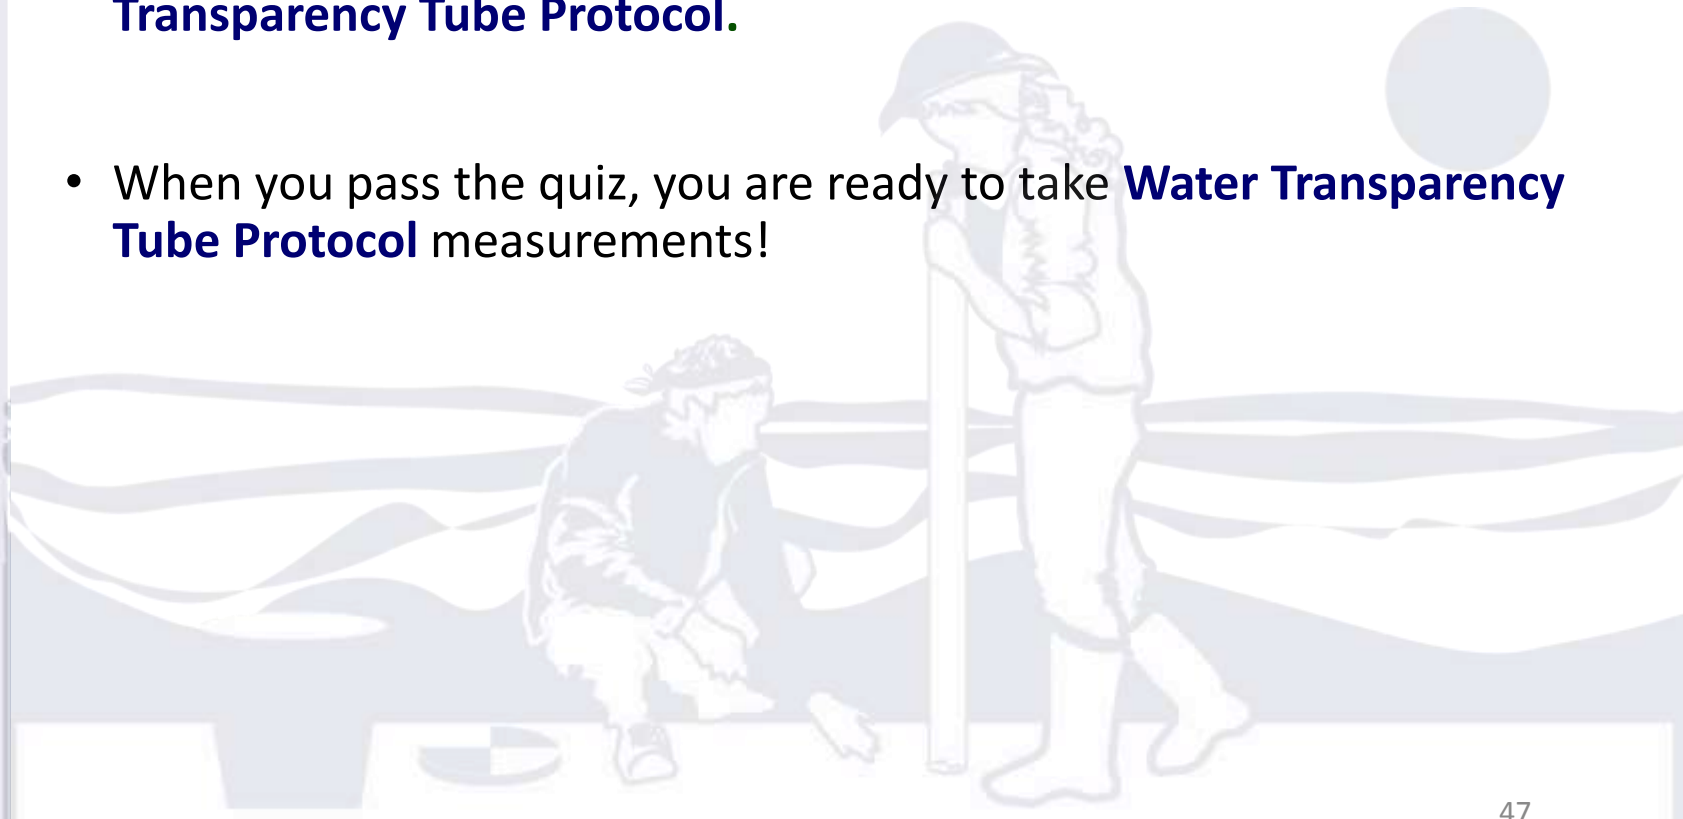 Transparency Tube Protocol.
• When you pass the quiz, you are ready to take Water Transparency
Tube Protocol measurements!
47